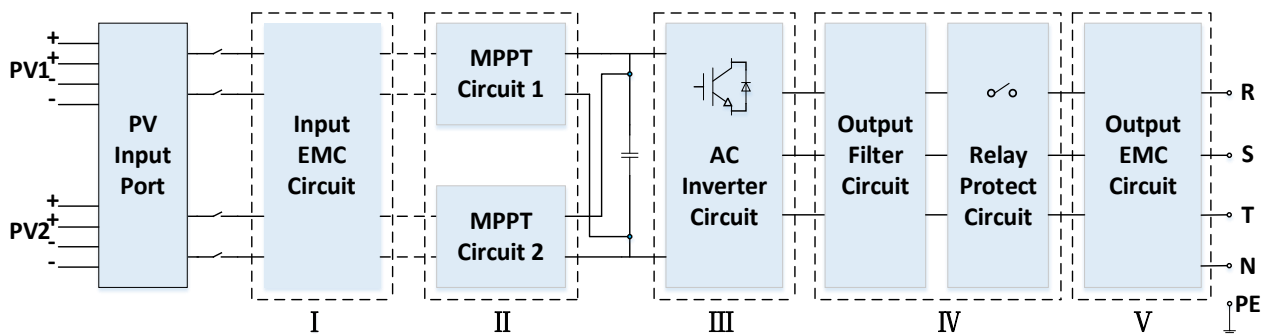 +
+
PV1
-
-
+
+
PV2
-
-
PV
Input
Port
Input
EMC
Circuit
MPPT
Circuit 1
MPPT
Circuit 2
AC
Inverter
Circuit
Output
Filter
Circuit
Relay
Protect
Circuit
Output
EMC
Circuit
R
S
T
N
PE
Ⅰ
Ⅱ
Ⅲ
Ⅳ
Ⅴ